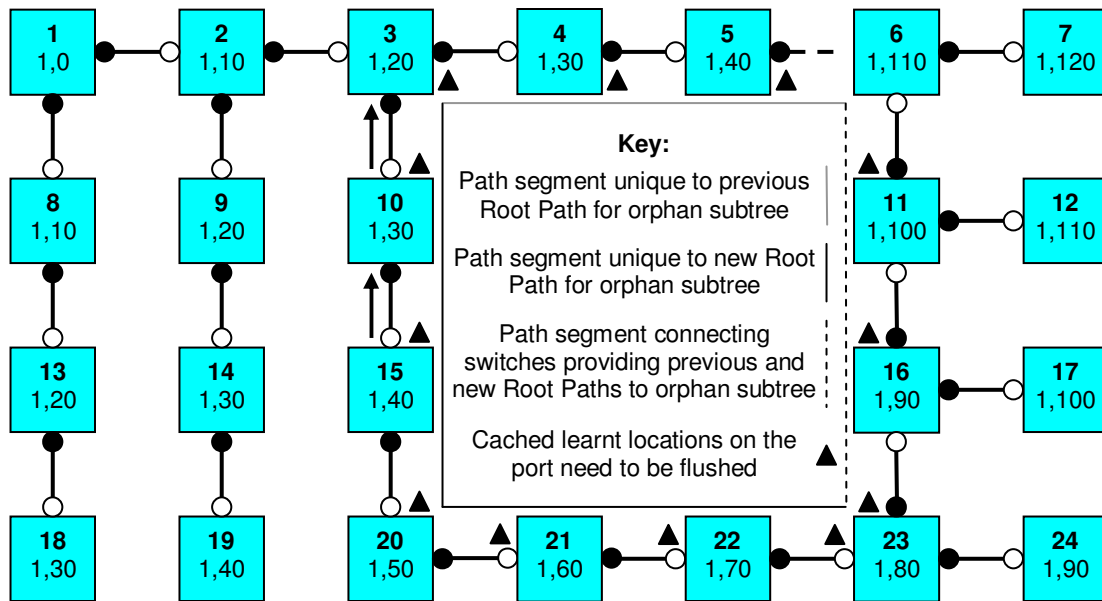 1 2 3 4 5 6 7
1,0 1,10 1,20 1,30 1,40 1,110 1,120
Key:
Path segment unique to previous
Root Path for orphan subtree
Path segment unique to new Root
Path for orphan subtree
Path segment connecting
switches providing previous and
new Root Paths to orphan subtree
Cached learnt locations on the
port need to be flushed
8 9 10 11 12
1,10 1,20 1,30 1,100 1,110
13 14 15 16 17
1,20 1,30 1,40 1,90 1,100
18 19 20 21 22 23 24
1,30 1,40 1,50 1,60 1,70 1,80 1,90